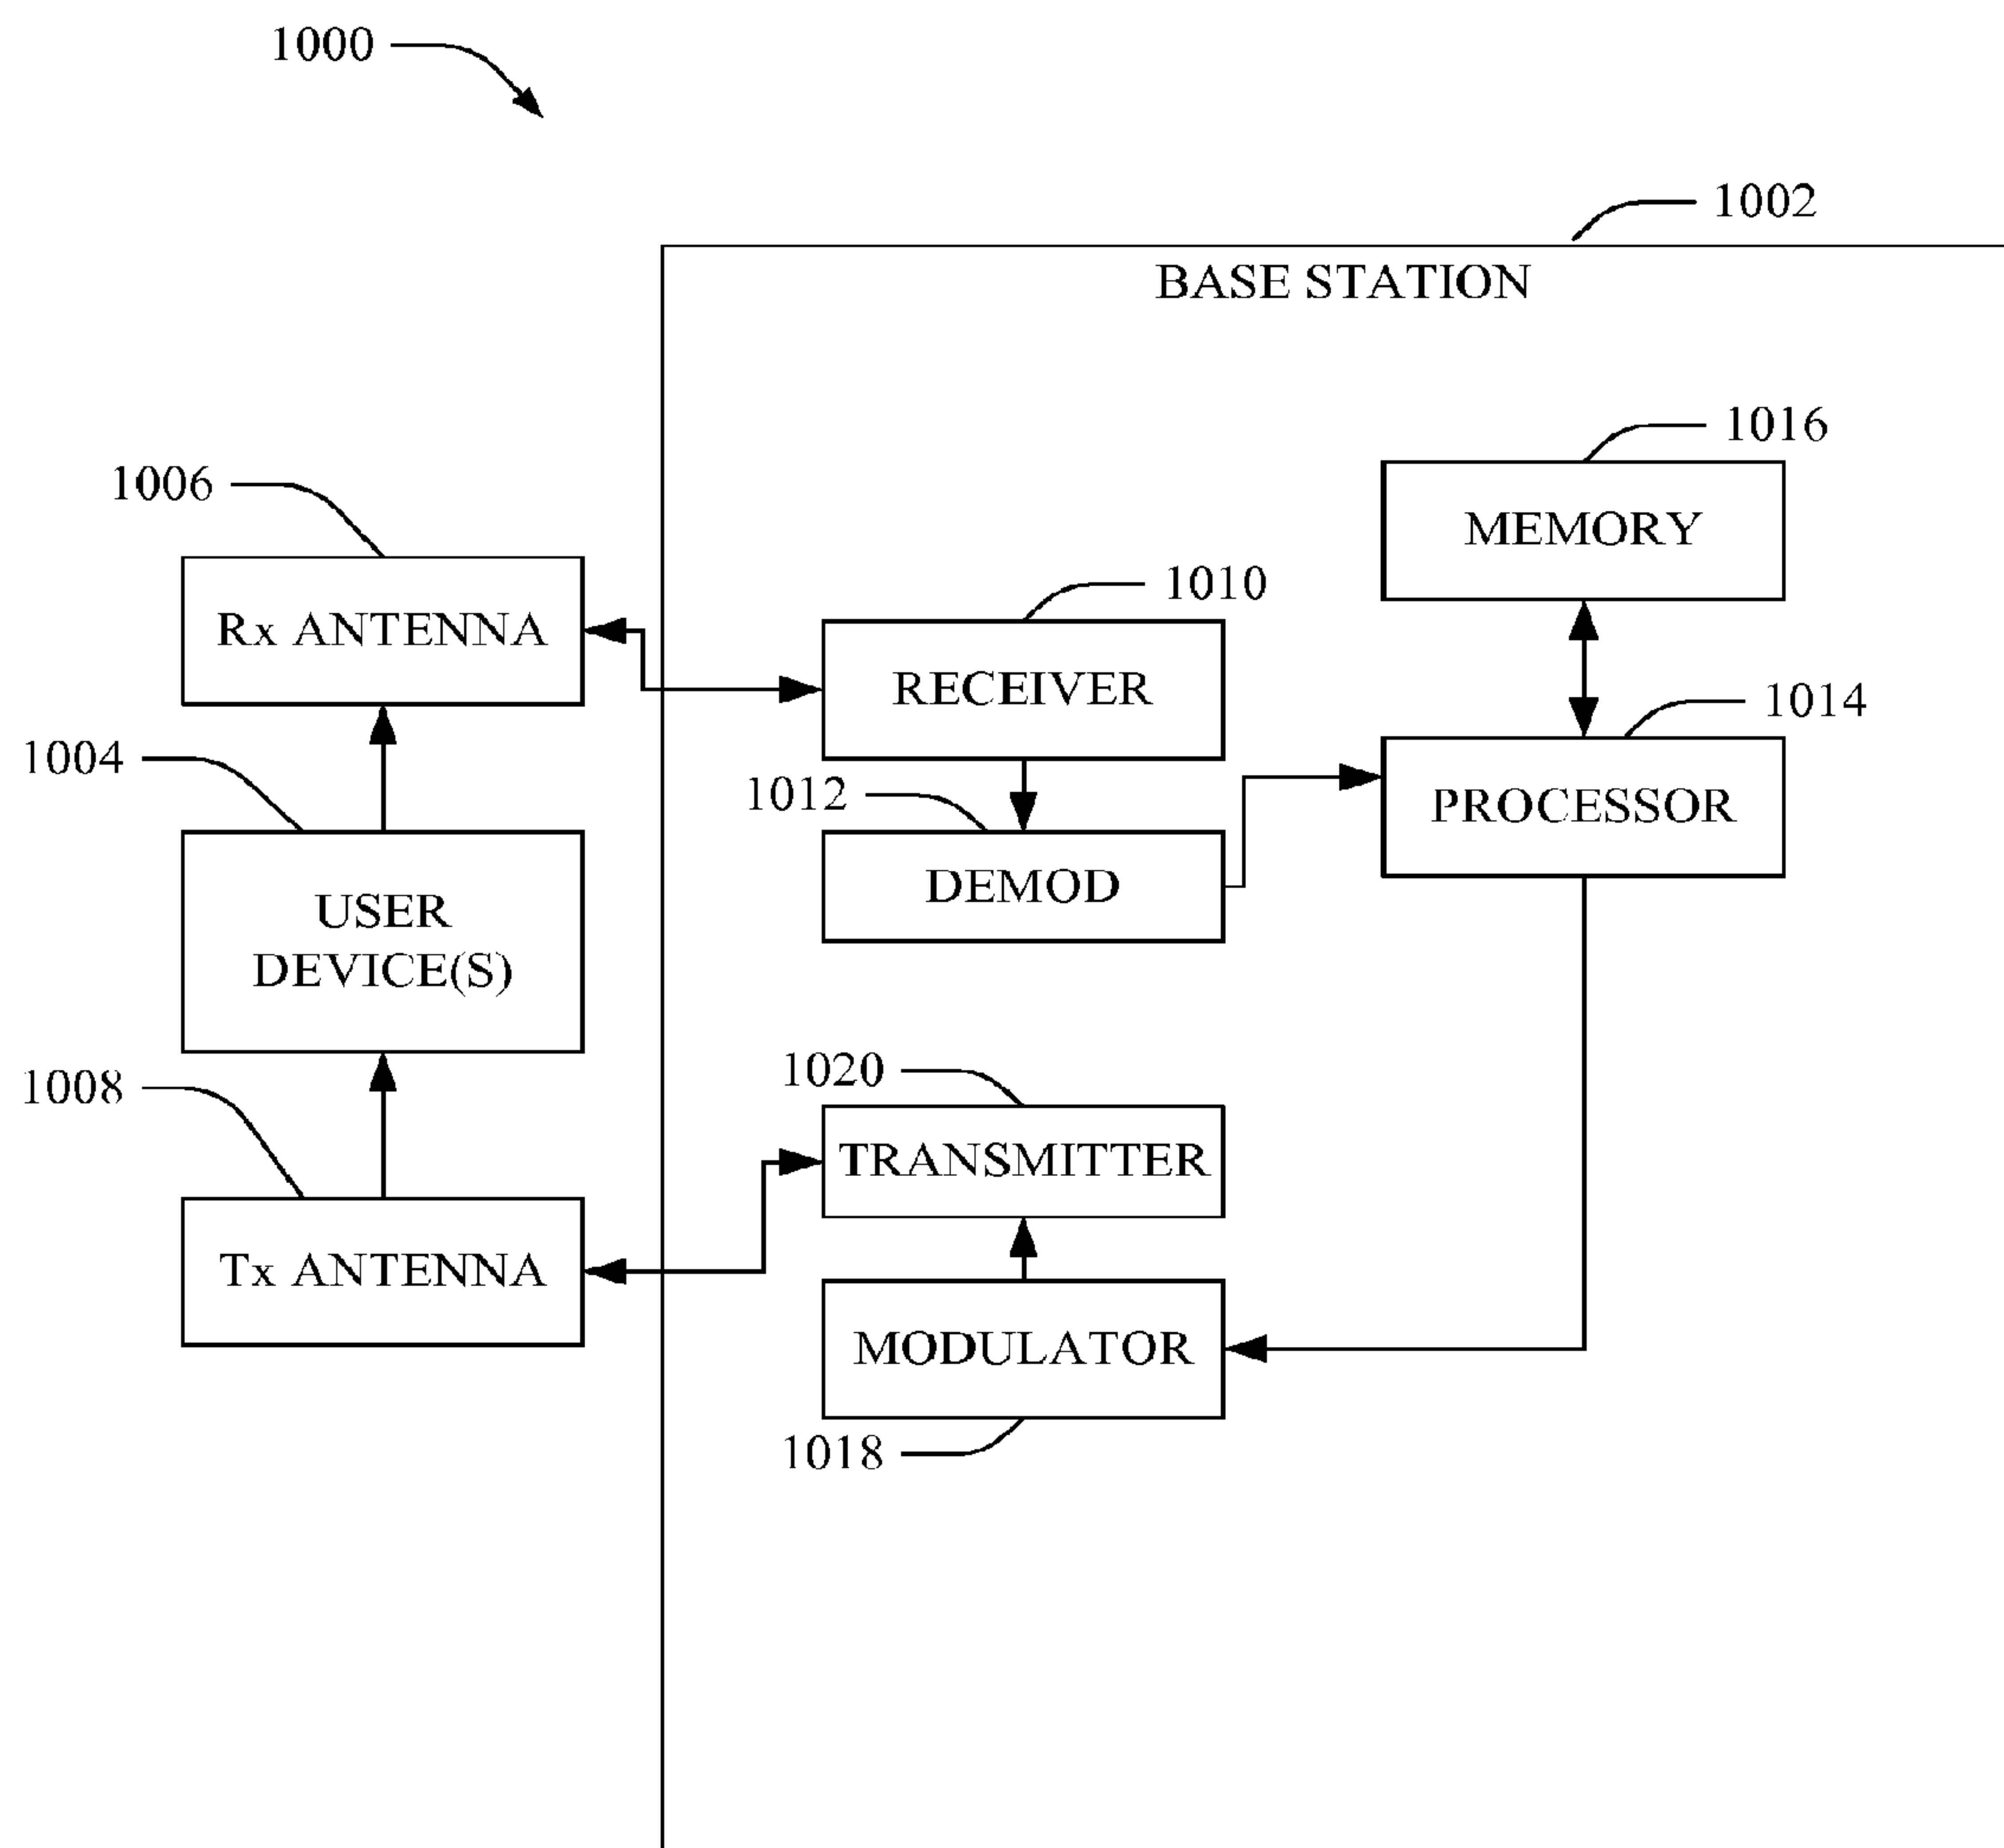 1000
1002
BASE STATION
1016
MEMORY
1006
Rx ANTENNA
1010
RECEIVER
1014
PROCESSOR
1004
USER
DEVICE(S)
1012
DEMOD
1020
TRANSMITTER
1008
Tx ANTENNA
MODULATOR
1018